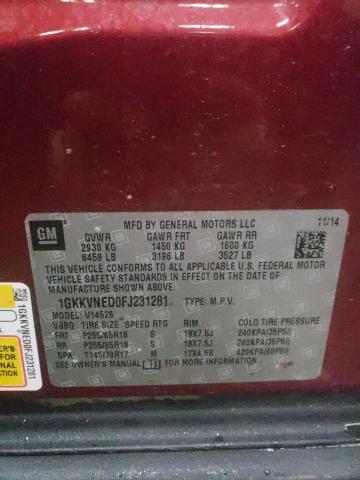 MFD BY GENERAL MOTORS LLC
11/14
GM
GVWR GAWR FRT GAWR RR
2930 KG 1450 KG 1600 KG
6459 LB 3196 LB 3527 LB
THIS VEHICLE CONFORMS TO ALL APPLICABLE U.S. FEDERAL MOTOR
VEHICLE SAFETY STANDARDS IN EFFECT ON THE DATE OF
MANUFACTURE SHOWN ABOVE.
1GKKVNED0FJ231281 TYPE: M.P.V.
MODEL: V14526
TIRE SIZE SPEED RTG RIM COLD TIRE PRESSURE
FRT P255/65R18 S 18X7.5J 240KPA(35PSI)
RR P255/65R18 S 18X7.5J 240KPA(35PSI)
SPA T145/70R17 M 17X4.5B 420KPA(60PSI)
SEE OWNER'S MANUAL FOR
1GKKVNED0FJ231281